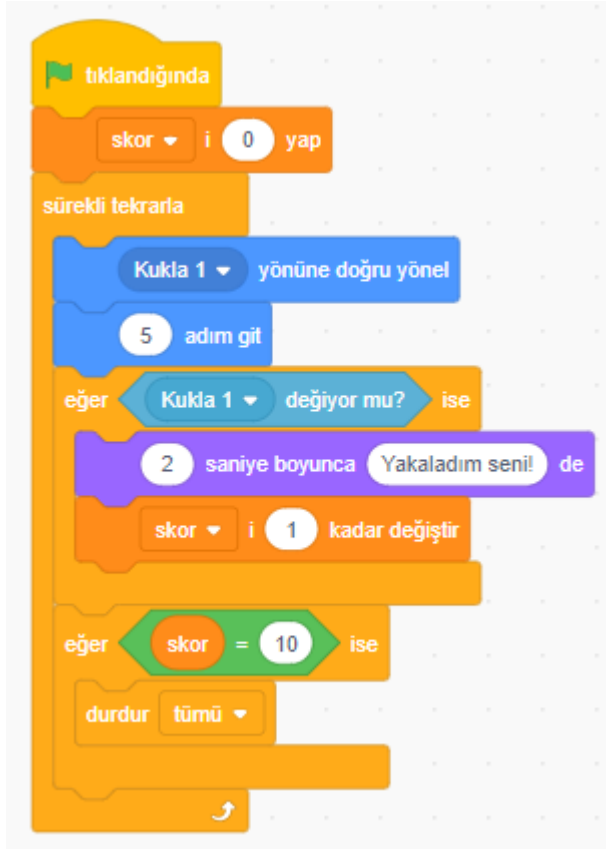 tıklandığında
skor i 0 yap
sürekli tekrarla
Kukla 1 yönüne doğru yönel
5 adım git
eğer Kukla 1 değiyor mu? ise
2 saniye boyunca Yakaladım seni! de
skor i 1 kadar değiştir
eğer skor = 10 ise
durdur tümü